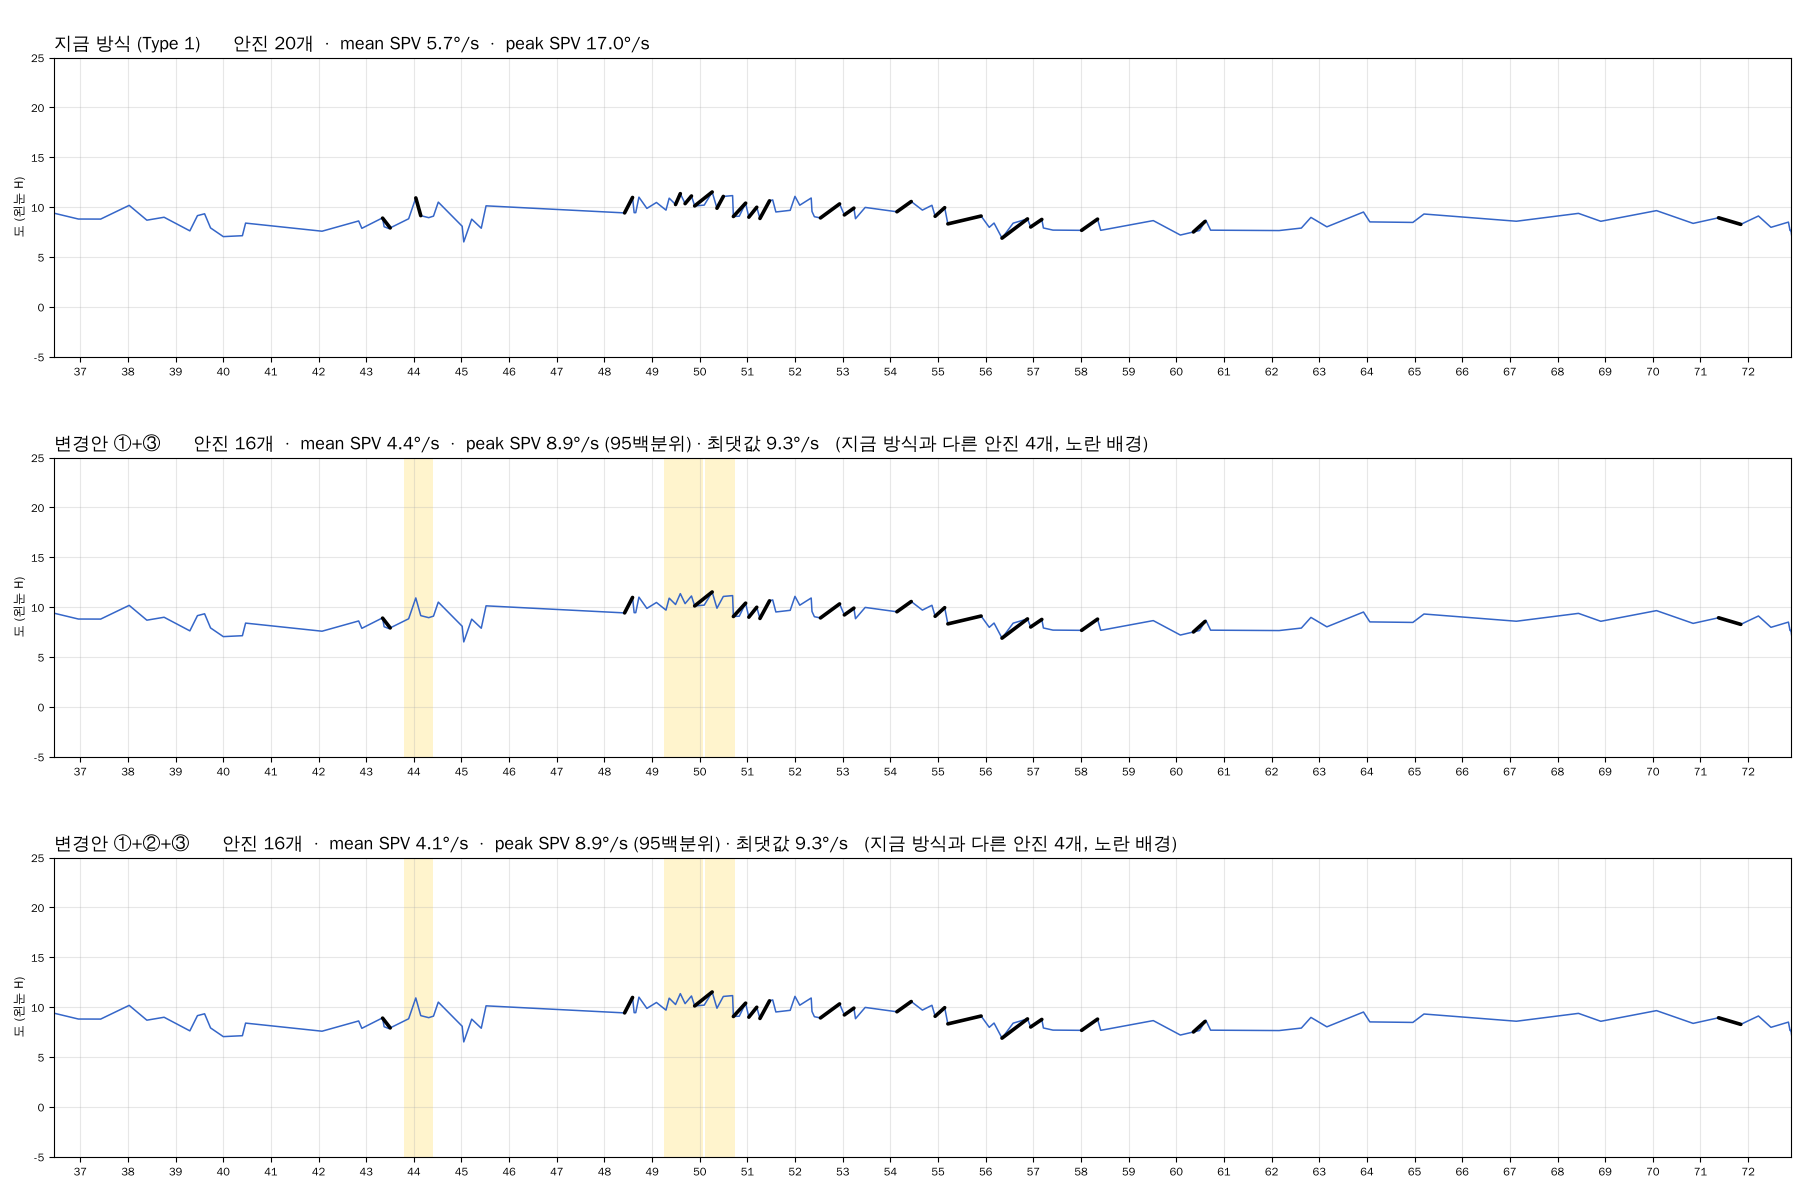 지금 방식 (Type 1)      안진 20개  ·  mean SPV 5.7°/s  ·  peak SPV 17.0°/s
25
20
15
10
5
0
-5
도 (왼눈 H)
37 38 39 40 41 42 43 44 45 46 47 48 49 50 51 52 53 54 55 56 57 58 59 60 61 62 63 64 65 66 67 68 69 70 71 72
변경안 ①+③      안진 16개  ·  mean SPV 4.4°/s  ·  peak SPV 8.9°/s (95백분위) · 최댓값 9.3°/s   (지금 방식과 다른 안진 4개, 노란 배경)
25
20
15
10
5
0
-5
도 (왼눈 H)
37 38 39 40 41 42 43 44 45 46 47 48 49 50 51 52 53 54 55 56 57 58 59 60 61 62 63 64 65 66 67 68 69 70 71 72
변경안 ①+②+③      안진 16개  ·  mean SPV 4.1°/s  ·  peak SPV 8.9°/s (95백분위) · 최댓값 9.3°/s   (지금 방식과 다른 안진 4개, 노란 배경)
25
20
15
10
5
0
-5
도 (왼눈 H)
37 38 39 40 41 42 43 44 45 46 47 48 49 50 51 52 53 54 55 56 57 58 59 60 61 62 63 64 65 66 67 68 69 70 71 72